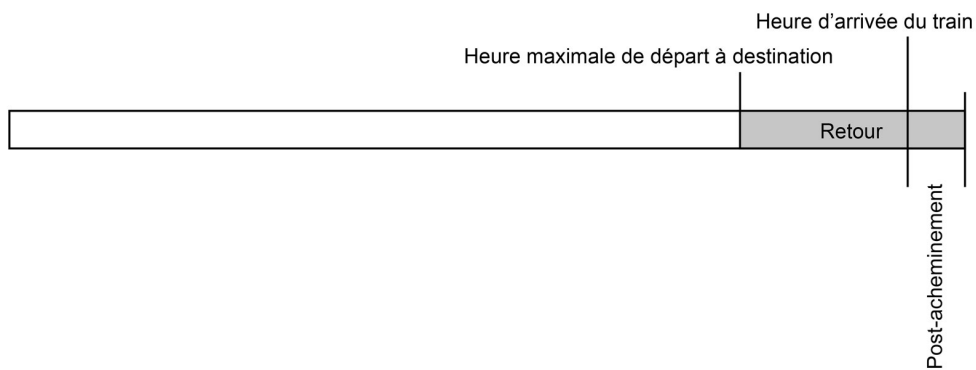 Heure d’arrivée du train
Heure maximale de départ à destination
Retour
Post-acheminement